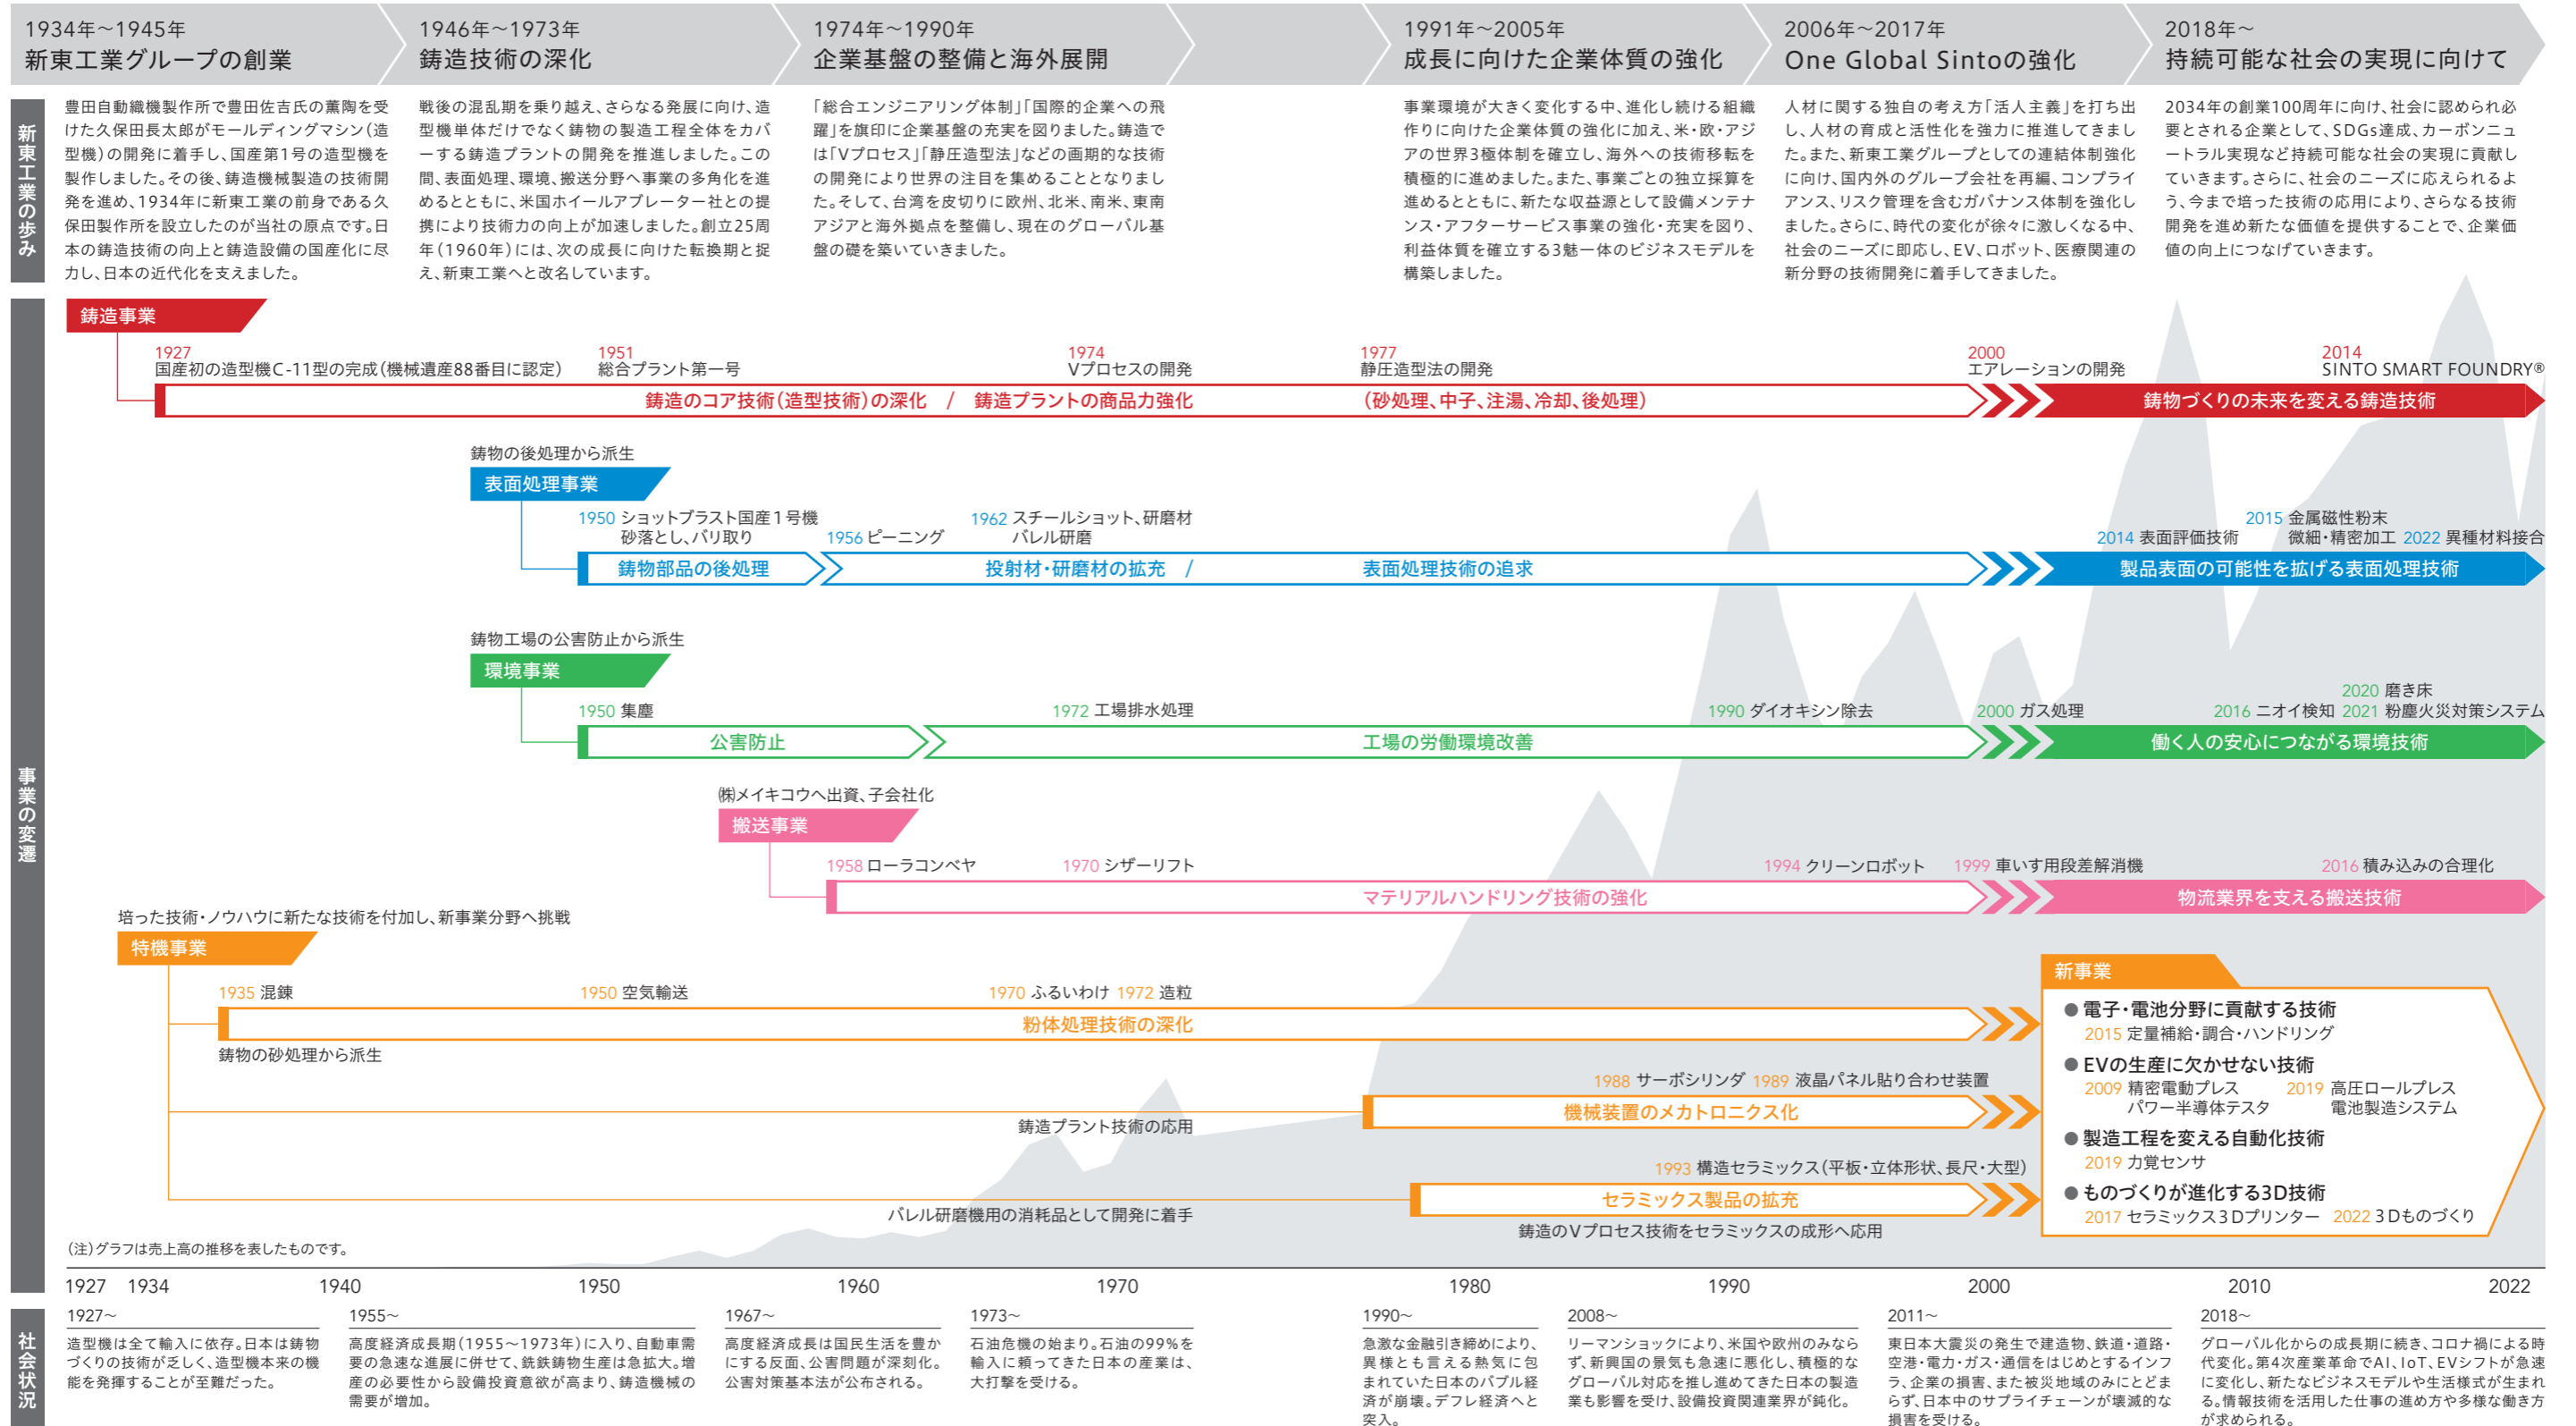 1934年～1945年
新東工業グループの創業
1946年～1973年
鋳造技術の深化
1974年～1990年
企業基盤の整備と海外展開
1991年～2005年
成長に向けた企業体質の強化
2006年～2017年
One Global Sintoの強化
2018年～
持続可能な社会の実現に向けて
新東工業の歩み
豊田自動織機製作所で豊田佐吉氏の薫陶を受
けた久保田長太郎がモールディングマシン（造
型機）の開発に着手し、国産第1号の造型機を
製作しました。その後、鋳造機械製造の技術開
発を進め、1934年に新東工業の前身である久
保田製作所を設立したのが当社の原点です。日
本の鋳造技術の向上と鋳造設備の国産化に尽
力し、日本の近代化を支えました。
戦後の混乱期を乗り越え、さらなる発展に向け、造
型機単体だけでなく鋳物の製造工程全体をカバ
ーする鋳造プラントの開発を推進しました。この
間、表面処理、環境、搬送分野へ事業の多角化を進
めるとともに、米国ホイールアブレーター社との提
携により技術力の向上が加速しました。創立25周
年（1960年）には、次の成長に向けた転換期と捉
え、新東工業へと改名しています。
「総合エンジニアリング体制」「国際的企業への飛
躍」を旗印に企業基盤の充実を図りました。鋳造で
は「Vプロセス」「静圧造型法」などの画期的な技術
の開発により世界の注目を集めることとなりまし
た。そして、台湾を皮切りに欧州、北米、南米、東南
アジアと海外拠点を整備し、現在のグローバル基
盤の礎を築いていきました。
事業環境が大きく変化する中、進化し続ける組織
作りに向けた企業体質の強化に加え、米・欧・アジ
アの世界3極体制を確立し、海外への技術移転を
積極的に進めました。また、事業ごとの独立採算を
進めるとともに、新たな収益源として設備メンテナ
ンス・アフターサービス事業の強化・充実を図り、
利益体質を確立する3魅一体のビジネスモデルを
構築しました。
人材に関する独自の考え方「活人主義」を打ち出
し、人材の育成と活性化を強力に推進してきまし
た。また、新東工業グループとしての連結体制強化
に向け、国内外のグループ会社を再編、コンプライ
アンス、リスク管理を含むガバナンス体制を強化し
ました。さらに、時代の変化が徐々に激しくなる中、
社会のニーズに即応し、EV、ロボット、医療関連の
新分野の技術開発に着手してきました。
2034年の創業100周年に向け、社会に認められ必
要とされる企業として、SDGs達成、カーボンニュ
ートラル実現など持続可能な社会の実現に貢献し
ていきます。さらに、社会のニーズに応えられるよ
う、今まで培った技術の応用により、さらなる技術
開発を進め新たな価値を提供することで、企業価
値の向上につなげていきます。
事業の変遷
鋳造事業
1927
国産初の造型機C-11型の完成（機械遺産88番目に認定）
1951
総合プラント第一号
1974
Vプロセスの開発
1977
静圧造型法の開発
2000
エアレーションの開発
2014
SINTO SMART FOUNDRY®
鋳造のコア技術（造型技術）の深化 / 鋳造プラントの商品力強化
（砂処理、中子、注湯、冷却、後処理）
鋳物づくりの未来を変える鋳造技術
鋳物の後処理から派生
表面処理事業
1950 ショットブラスト国産1号機
砂落とし、バリ取り
1956 ピーニング
1962 スチールショット、研磨材
バレル研磨
2014 表面評価技術
2015 金属磁性粉末
微細・精密加工
2022 異種材料接合
鋳物部品の後処理
投射材・研磨材の拡充 /
表面処理技術の追求
製品表面の可能性を拡げる表面処理技術
鋳物工場の公害防止から派生
環境事業
1950 集塵
1972 工場排水処理
1990 ダイオキシン除去
2000 ガス処理
2016 ニオイ検知
2020 磨き床
2021 粉塵火災対策システム
公害防止
工場の労働環境改善
働く人の安心につながる環境技術
㈱メイキコウへ出資、子会社化
搬送事業
1958 ローラコンベヤ
1970 シザーリフト
1994 クリーンロボット
1999 車いす用段差解消機
2016 積み込みの合理化
マテリアルハンドリング技術の強化
物流業界を支える搬送技術
培った技術・ノウハウに新たな技術を付加し、新事業分野へ挑戦
特機事業
1935 混錬
1950 空気輸送
1970 ふるいわけ
1972 造粒
粉体処理技術の深化
鋳物の砂処理から派生
1988 サーボシリンダ
1989 液晶パネル貼り合わせ装置
機械装置のメカトロニクス化
鋳造プラント技術の応用
1993 構造セラミックス（平板・立体形状、長尺・大型）
セラミックス製品の拡充
バレル研磨機用の消耗品として開発に着手
鋳造のVプロセス技術をセラミックスの成形へ応用
新事業
●電子・電池分野に貢献する技術
2015 定量補給・調合・ハンドリング
●EVの生産に欠かせない技術
2009 精密電動プレス
パワー半導体テスタ
2019 高圧ロールプレス
電池製造システム
●製造工程を変える自動化技術
2019 力覚センサ
●ものづくりが進化する3D技術
2017 セラミックス3Dプリンター
2022 3Dものづくり
（注）グラフは売上高の推移を表したものです。
1927 1934 1940 1950 1960 1970 1980 1990 2000 2010 2022
社会状況
1927～
造型機は全て輸入に依存。日本は鋳物
づくりの技術が乏しく、造型機本来の機
能を発揮することが至難だった。
1955～
高度経済成長期（1955～1973年）に入り、自動車需
要の急速な進展に併せて、銑鉄鋳物生産は急拡大。増
産の必要性から設備投資意欲が高まり、鋳造機械の
需要が増加。
1967～
高度経済成長は国民生活を豊か
にする反面、公害問題が深刻化。
公害対策基本法が公布される。
1973～
石油危機の始まり。石油の99%を
輸入に頼ってきた日本の産業は、
大打撃を受ける。
1990～
急激な金融引き締めにより、
異様とも言える熱気に包
まれていた日本のバブル経
済が崩壊。デフレ経済へと
突入。
2008～
リーマンショックにより、米国や欧州のみなら
ず、新興国の景気も急速に悪化し、積極的な
グローバル対応を推し進めてきた日本の製造
業も影響を受け、設備投資関連業界が鈍化。
2011～
東日本大震災の発生で建造物、鉄道・道路・
空港・電力・ガス・通信をはじめとするインフ
ラ、企業の損害、また被災地域のみにとどま
らず、日本中のサプライチェーンが壊滅的な
損害を受ける。
2018～
グローバル化からの成長期に続き、コロナ禍による時
代変化。第4次産業革命でAI、IoT、EVシフトが急速
に変化し、新たなビジネスモデルや生活様式が生まれ
る。情報技術を活用した仕事の進め方や多様な働き方
が求められる。